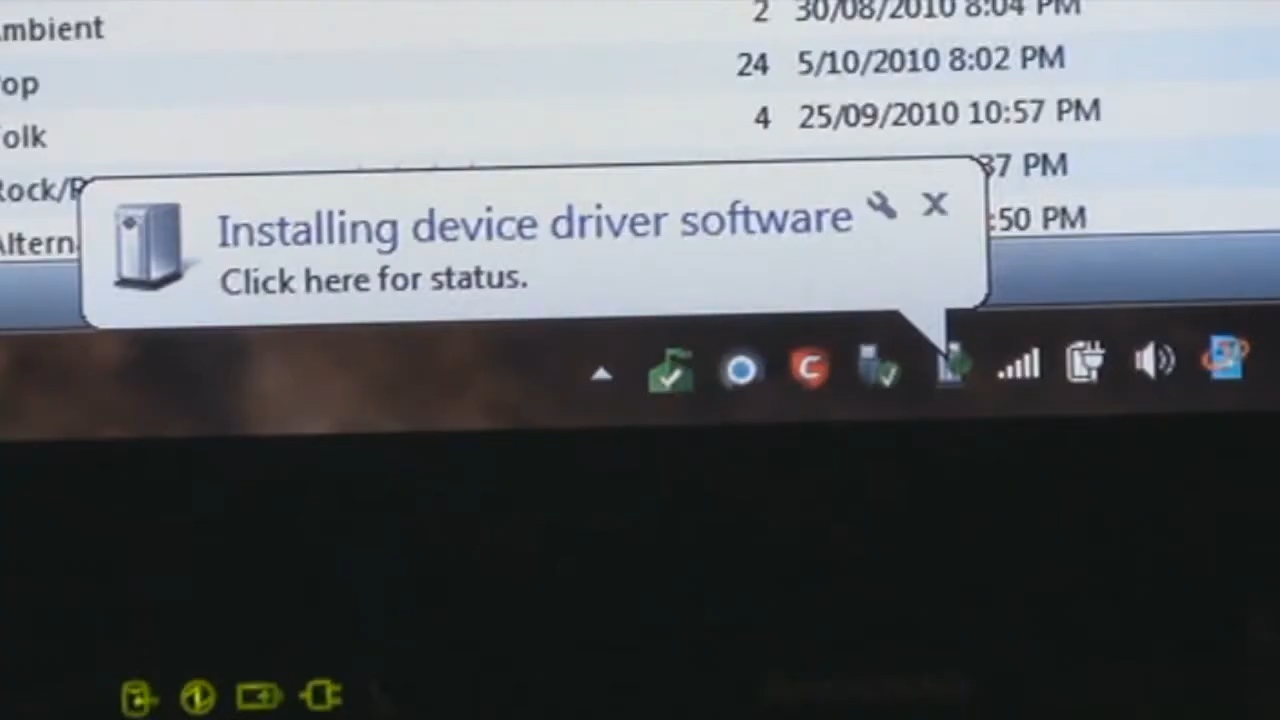 mbient 2 30/08/2010 8:04 PM
op 24 5/10/2010 8:02 PM
olk 4 25/09/2010 10:57 PM
Rock/ 37 PM
Altern :50 PM
Installing device driver software
Click here for status.
C